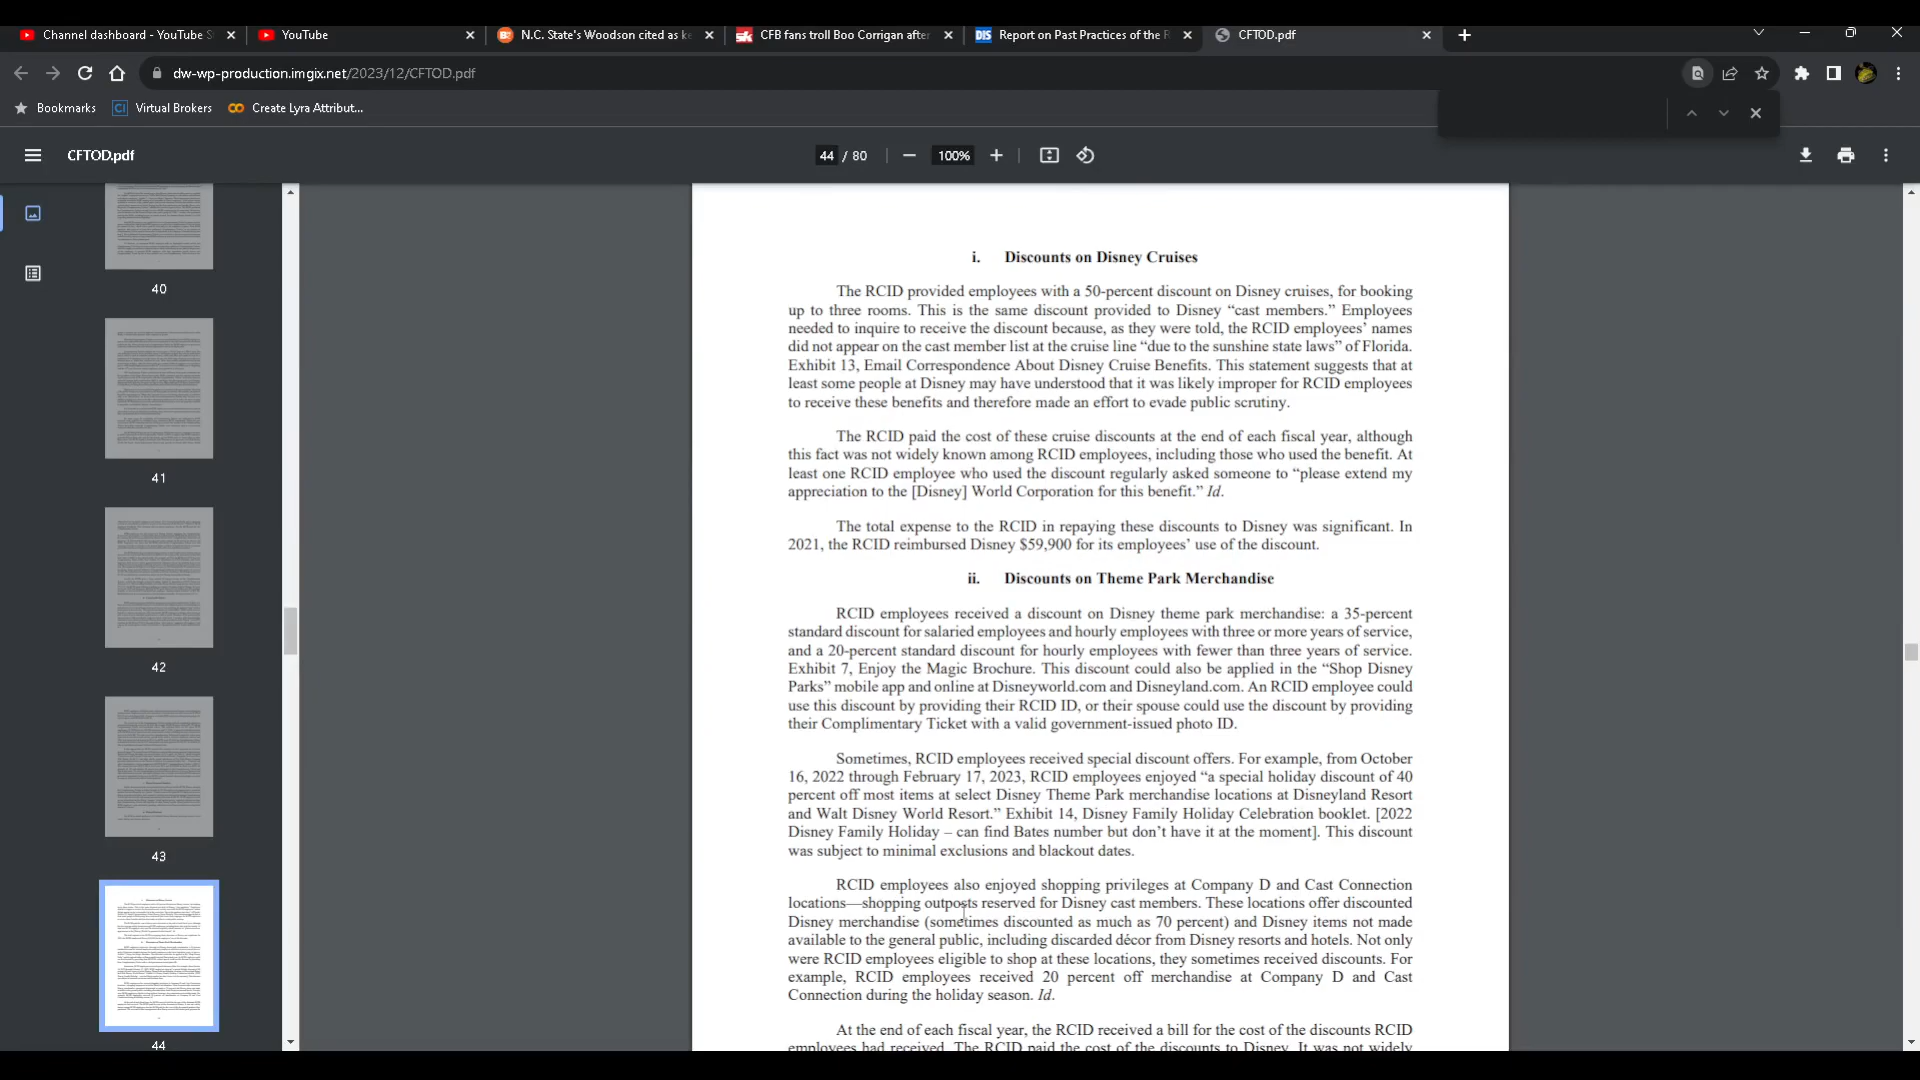 Channel dashboard - YouTube S
YouTube
N.C. State's Woodson cited as ke
CFB fans troll Boo Corrigan after
DIS Report on Past Practices of the R
CFTOD.pdf
dw-wp-production.imgix.net/2023/12/CFTOD.pdf
Bookmarks
CI Virtual Brokers
Create Lyra Attribut...
CFTOD.pdf
44 / 80
100%
40
41
42
43
44
i. Discounts on Disney Cruises
The RCID provided employees with a 50-percent discount on Disney cruises, for booking
up to three rooms. This is the same discount provided to Disney “cast members.” Employees
needed to inquire to receive the discount because, as they were told, the RCID employees’ names
did not appear on the cast member list at the cruise line “due to the sunshine state laws” of Florida.
Exhibit 13, Email Correspondence About Disney Cruise Benefits. This statement suggests that at
least some people at Disney may have understood that it was likely improper for RCID employees
to receive these benefits and therefore made an effort to evade public scrutiny.
The RCID paid the cost of these cruise discounts at the end of each fiscal year, although
this fact was not widely known among RCID employees, including those who used the benefit. At
least one RCID employee who used the discount regularly asked someone to “please extend my
appreciation to the [Disney] World Corporation for this benefit.” Id.
The total expense to the RCID in repaying these discounts to Disney was significant. In
2021, the RCID reimbursed Disney $59,900 for its employees’ use of the discount.
ii. Discounts on Theme Park Merchandise
RCID employees received a discount on Disney theme park merchandise: a 35-percent
standard discount for salaried employees and hourly employees with three or more years of service,
and a 20-percent standard discount for hourly employees with fewer than three years of service.
Exhibit 7, Enjoy the Magic Brochure. This discount could also be applied in the “Shop Disney
Parks” mobile app and online at Disneyworld.com and Disneyland.com. An RCID employee could
use this discount by providing their RCID ID, or their spouse could use the discount by providing
their Complimentary Ticket with a valid government-issued photo ID.
Sometimes, RCID employees received special discount offers. For example, from October
16, 2022 through February 17, 2023, RCID employees enjoyed “a special holiday discount of 40
percent off most items at select Disney Theme Park merchandise locations at Disneyland Resort
and Walt Disney World Resort.” Exhibit 14, Disney Family Holiday Celebration booklet. [2022
Disney Family Holiday – can find Bates number but don’t have it at the moment]. This discount
was subject to minimal exclusions and blackout dates.
RCID employees also enjoyed shopping privileges at Company D and Cast Connection
locations—shopping outposts reserved for Disney cast members. These locations offer discounted
Disney merchandise (sometimes discounted as much as 70 percent) and Disney items not made
available to the general public, including discarded décor from Disney resorts and hotels. Not only
were RCID employees eligible to shop at these locations, they sometimes received discounts. For
example, RCID employees received 20 percent off merchandise at Company D and Cast
Connection during the holiday season. Id.
At the end of each fiscal year, the RCID received a bill for the cost of the discounts RCID
employees had received. The RCID paid the cost of the discounts to Disney. It was not widely